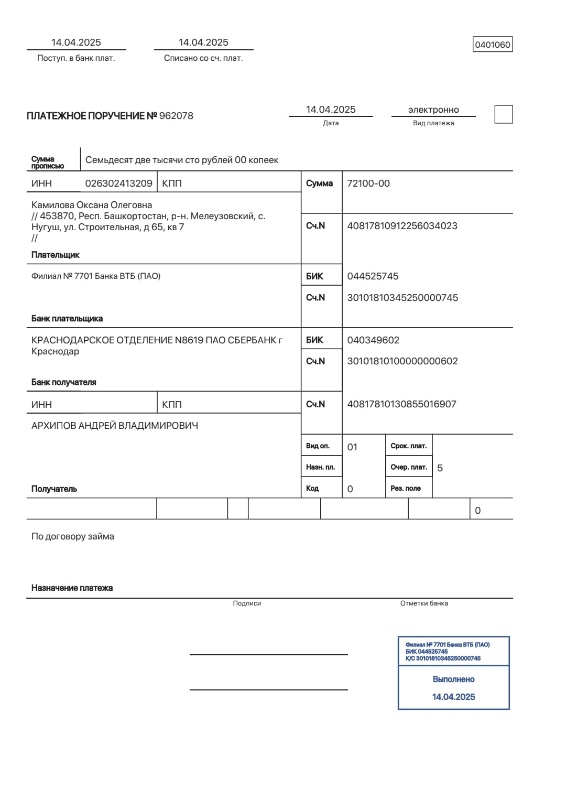 14.04.2025 14.04.2025 0401060
Поступ. в банк плат. Списано со сч. плат.
ПЛАТЕЖНОЕ ПОРУЧЕНИЕ № 962078 14.04.2025 электронно
Дата Вид платежа
Сумма прописью Семьдесят две тысячи сто рублей 00 копеек
ИНН 026302413209 КПП Сумма 72100-00
Камилова Оксана Олеговна
// 453870, Респ. Башкортостан, р-н. Мелеузовский, с.
Нугуш, ул. Строительная, д 65, кв 7 Сч.N 40817810912256034023
//
Плательщик
Филиал № 7701 Банка ВТБ (ПАО) БИК 044525745
Сч.N 30101810345250000745
Банк плательщика
КРАСНОДАРСКОЕ ОТДЕЛЕНИЕ N8619 ПАО СБЕРБАНК г БИК 040349602
Краснодар
Сч.N 30101810100000000602
Банк получателя
ИНН КПП Сч.N 40817810130855016907
АРХИПОВ АНДРЕЙ ВЛАДИМИРОВИЧ
Вид оп. 01 Срок. плат.
Назн. пл. Очер. плат. 5
Получатель Код 0 Рез. поле
0
По договору займа
Назначение платежа
Подписи Отметки банка
Филиал № 7701 Банка ВТБ (ПАО)
БИК 044525745
К/С 30101810345250000745
Выполнено
14.04.2025